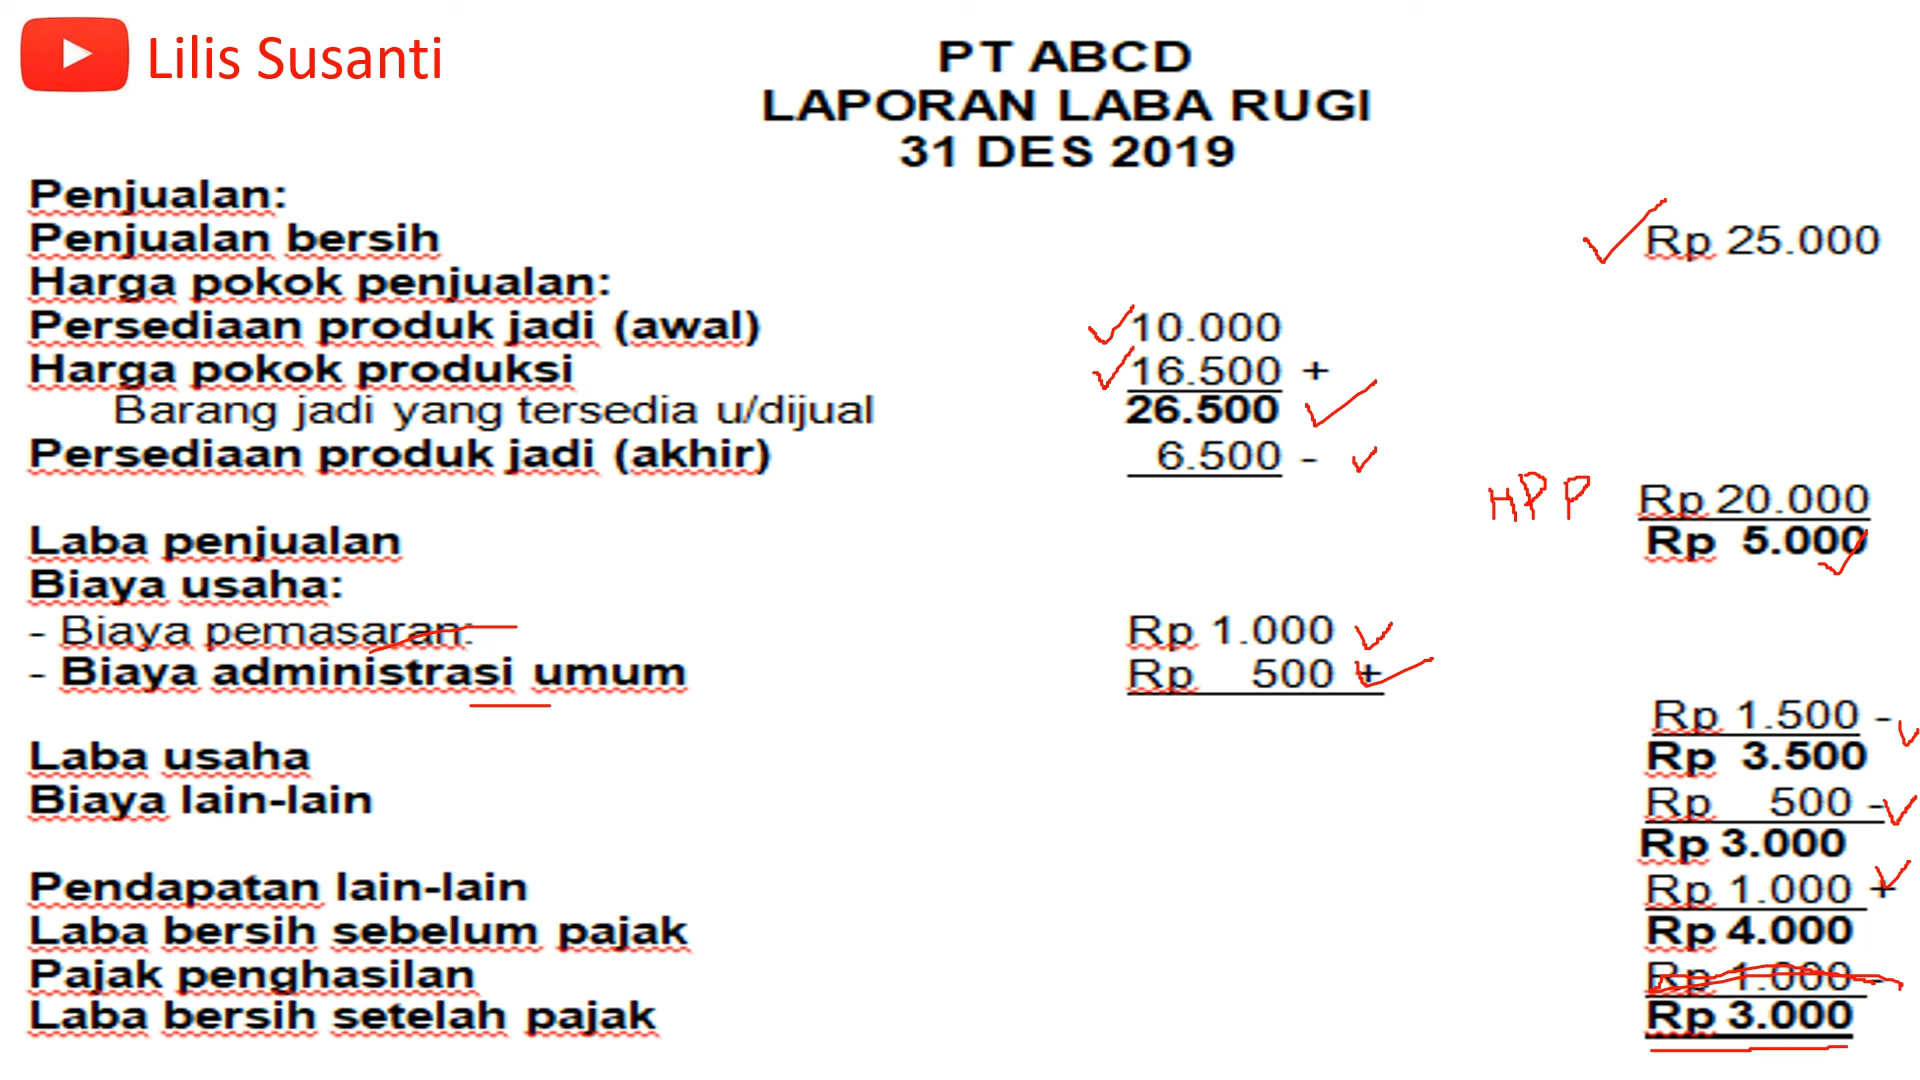 Lilis Susanti
PT ABCD
LAPORAN LABA RUGI
31 DES 2019
Penjualan:
Penjualan bersih Rp 25.000
Harga pokok penjualan:
Persediaan produk jadi (awal) 10.000
Harga pokok produksi 16.500 +
Barang jadi yang tersedia u/dijual 26.500
Persediaan produk jadi (akhir) 6.500 -
HPP Rp 20.000
Laba penjualan Rp 5.000
Biaya usaha:
- Biaya pemasaran: Rp 1.000
- Biaya administrasi umum Rp 500 +
Rp 1.500 -
Laba usaha Rp 3.500
Biaya lain-lain Rp 500 -
Rp 3.000
Pendapatan lain-lain Rp 1.000 +
Laba bersih sebelum pajak Rp 4.000
Pajak penghasilan Rp 1.000 -
Laba bersih setelah pajak Rp 3.000